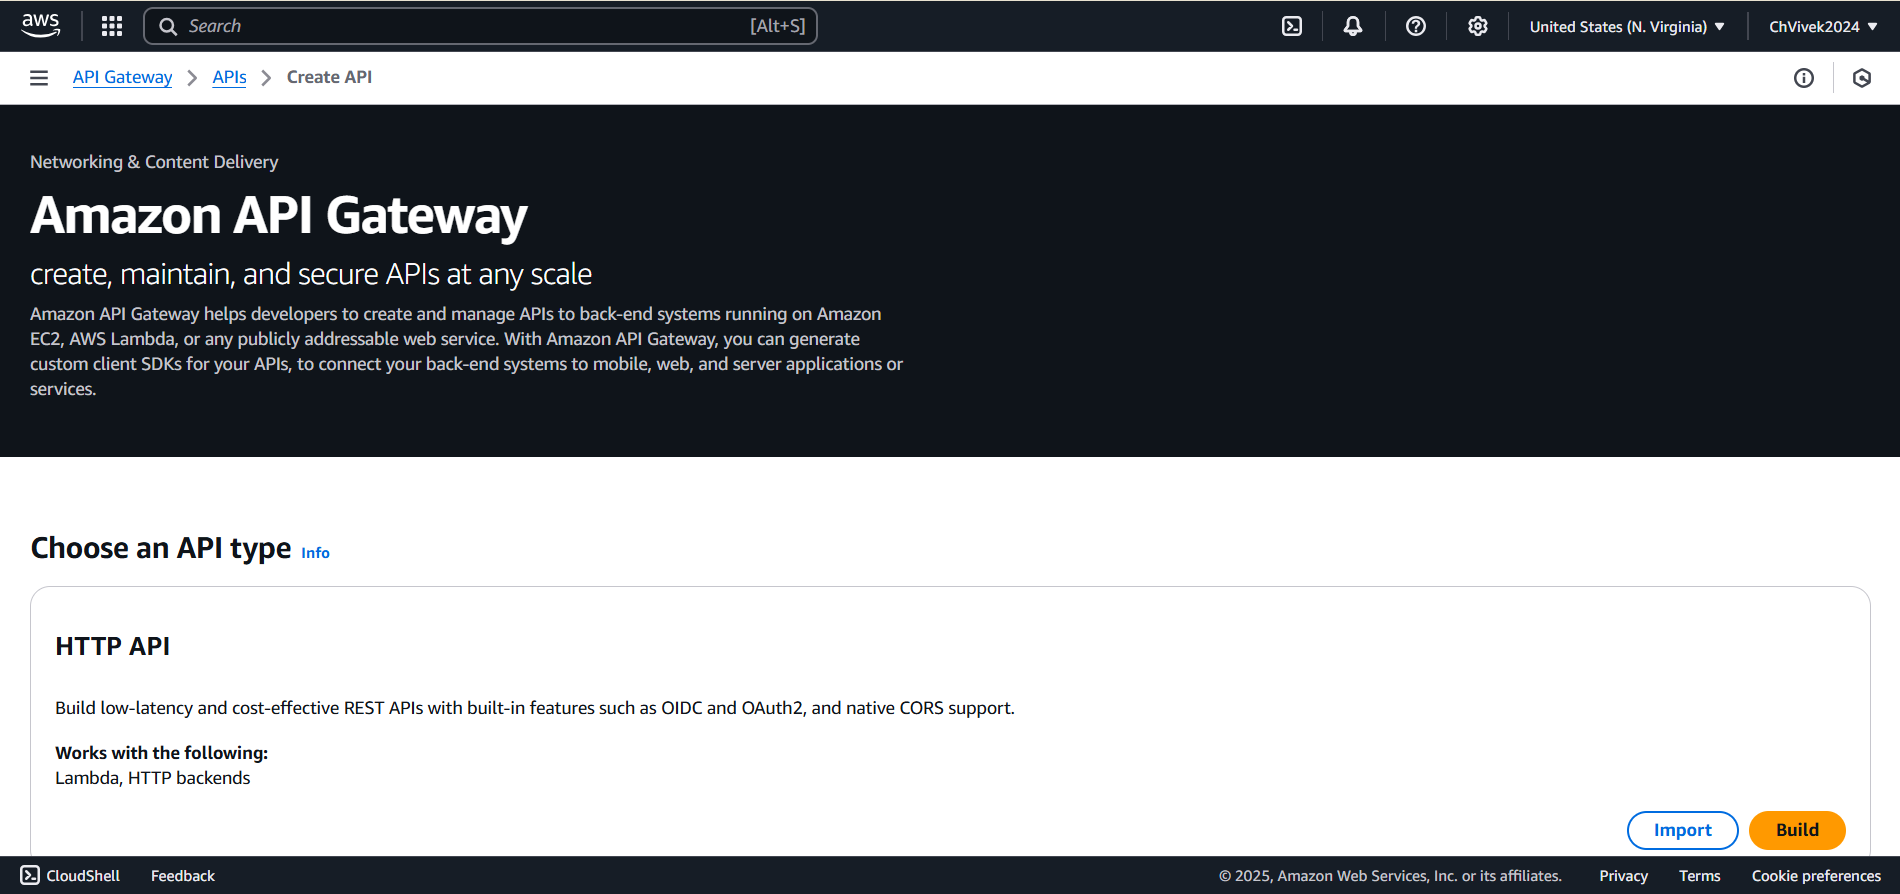 aws
Search [Alt+S]
United States (N. Virginia)
ChVivek2024
API Gateway
APIs
Create API
Networking & Content Delivery
Amazon API Gateway
create, maintain, and secure APIs at any scale
Amazon API Gateway helps developers to create and manage APIs to back-end systems running on Amazon
EC2, AWS Lambda, or any publicly addressable web service. With Amazon API Gateway, you can generate
custom client SDKs for your APIs, to connect your back-end systems to mobile, web, and server applications or
services.
Choose an API type Info
HTTP API
Build low-latency and cost-effective REST APIs with built-in features such as OIDC and OAuth2, and native CORS support.
Works with the following:
Lambda, HTTP backends
Import
Build
CloudShell
Feedback
© 2025, Amazon Web Services, Inc. or its affiliates.
Privacy
Terms
Cookie preferences